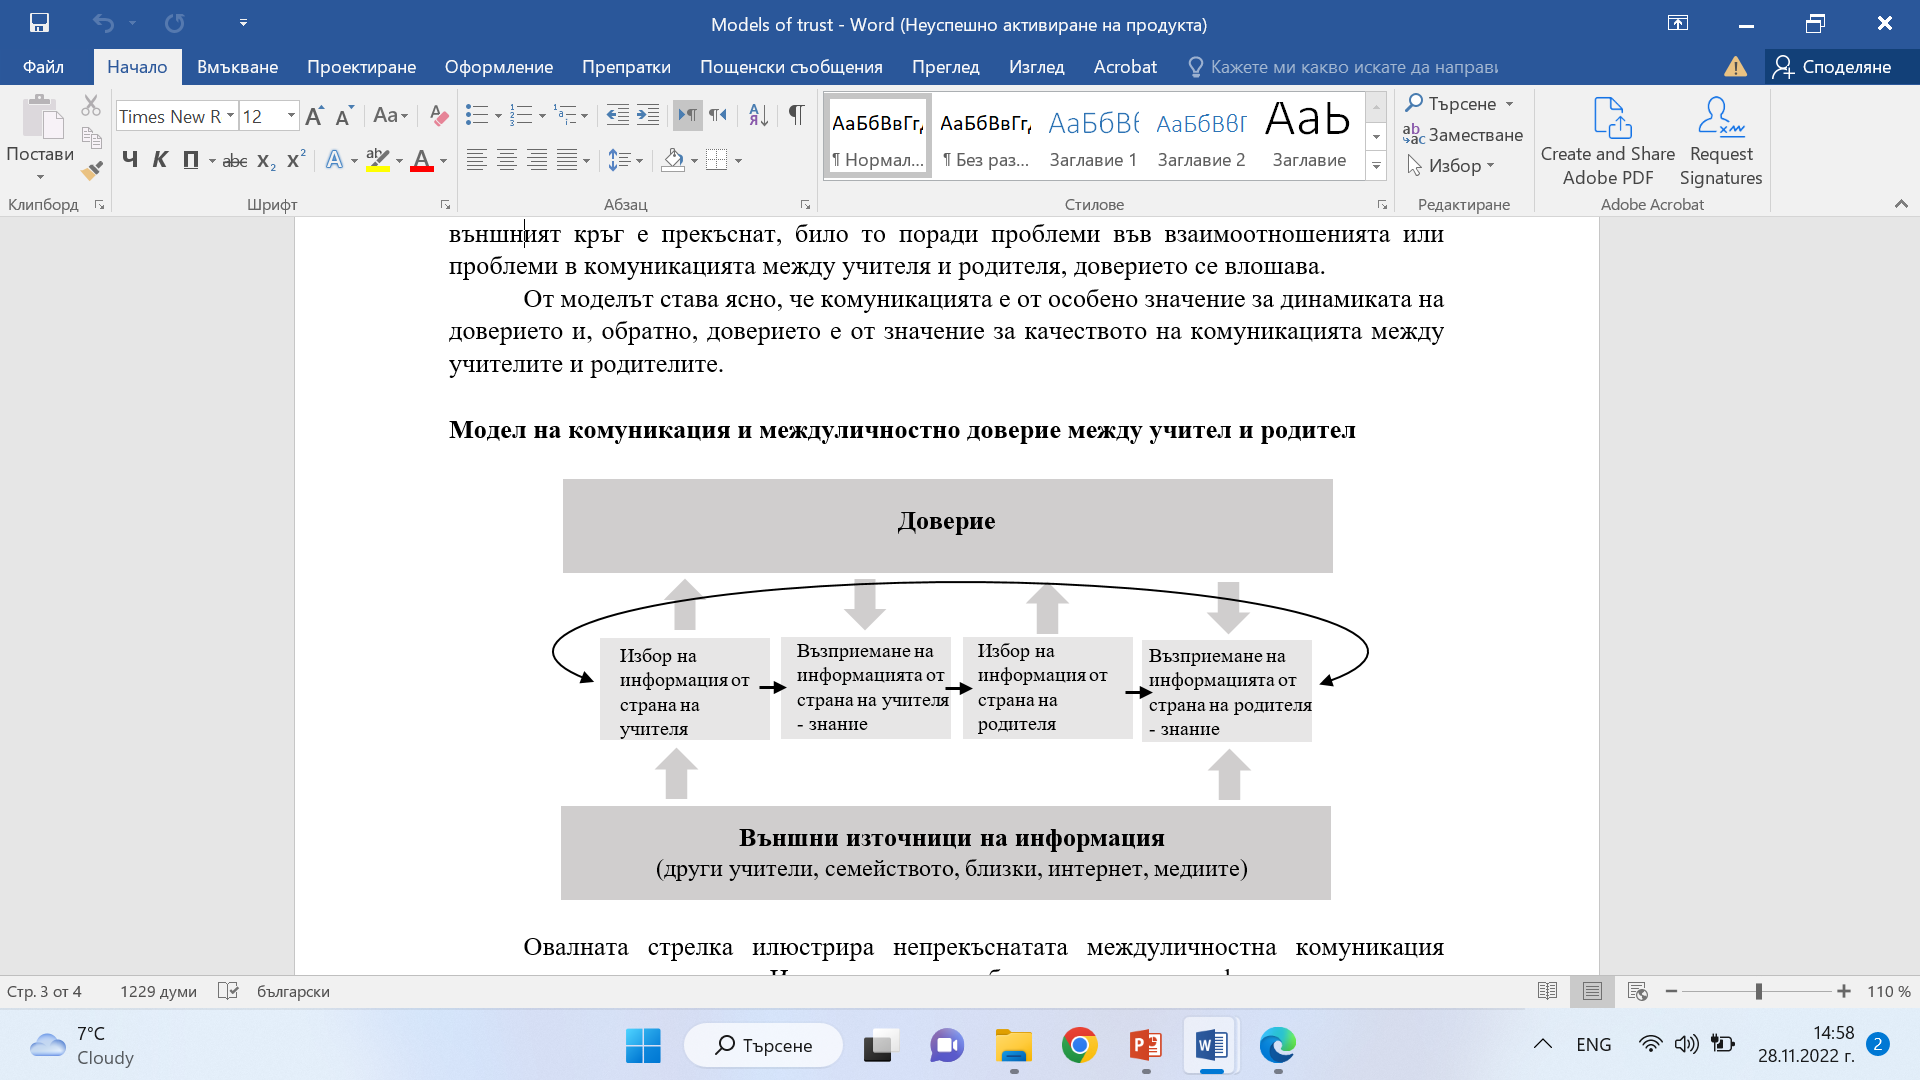 Models of trust - Word (Неуспешно активиране на продукта)
Файл Начало Вмъкване Проектиране Оформление Препратки Пощенски съобщения Преглед Изглед Acrobat Кажете ми какво искате да направи Споделяне
Постави
Клипборд
Times New R 12
Шрифт
Абзац
АаБбВвГг, АаБбВвГг, АаБбВ АаБбВвГ АаЬ
¶ Нормал... ¶ Без раз... Заглавие 1 Заглавие 2 Заглавие
Стилове
Търсене
Заместване
Избор
Редактиране
Create and Share
Adobe PDF
Request
Signatures
Adobe Acrobat
външният кръг е прекъснат, било то поради проблеми във взаимоотношенията или
проблеми в комуникацията между учителя и родителя, доверието се влошава.
От моделът става ясно, че комуникацията е от особено значение за динамиката на
доверието и, обратно, доверието е от значение за качеството на комуникацията между
учителите и родителите.
Модел на комуникация и междуличностно доверие между учител и родител
Доверие
Избор на
информация от
страна на
учителя
Възприемане на
информацията от
страна на учителя
- знание
Избор на
информация от
страна на
родителя
Възприемане на
информацията от
страна на родителя
- знание
Външни източници на информация
(други учители, семейството, близки, интернет, медиите)
Овалната стрелка илюстрира непрекъснатата междуличностна комуникация
Стр. 3 от 4 1229 думи български 110 %
7°C
Cloudy
Търсене
ENG
14:58
28.11.2022 г.
2